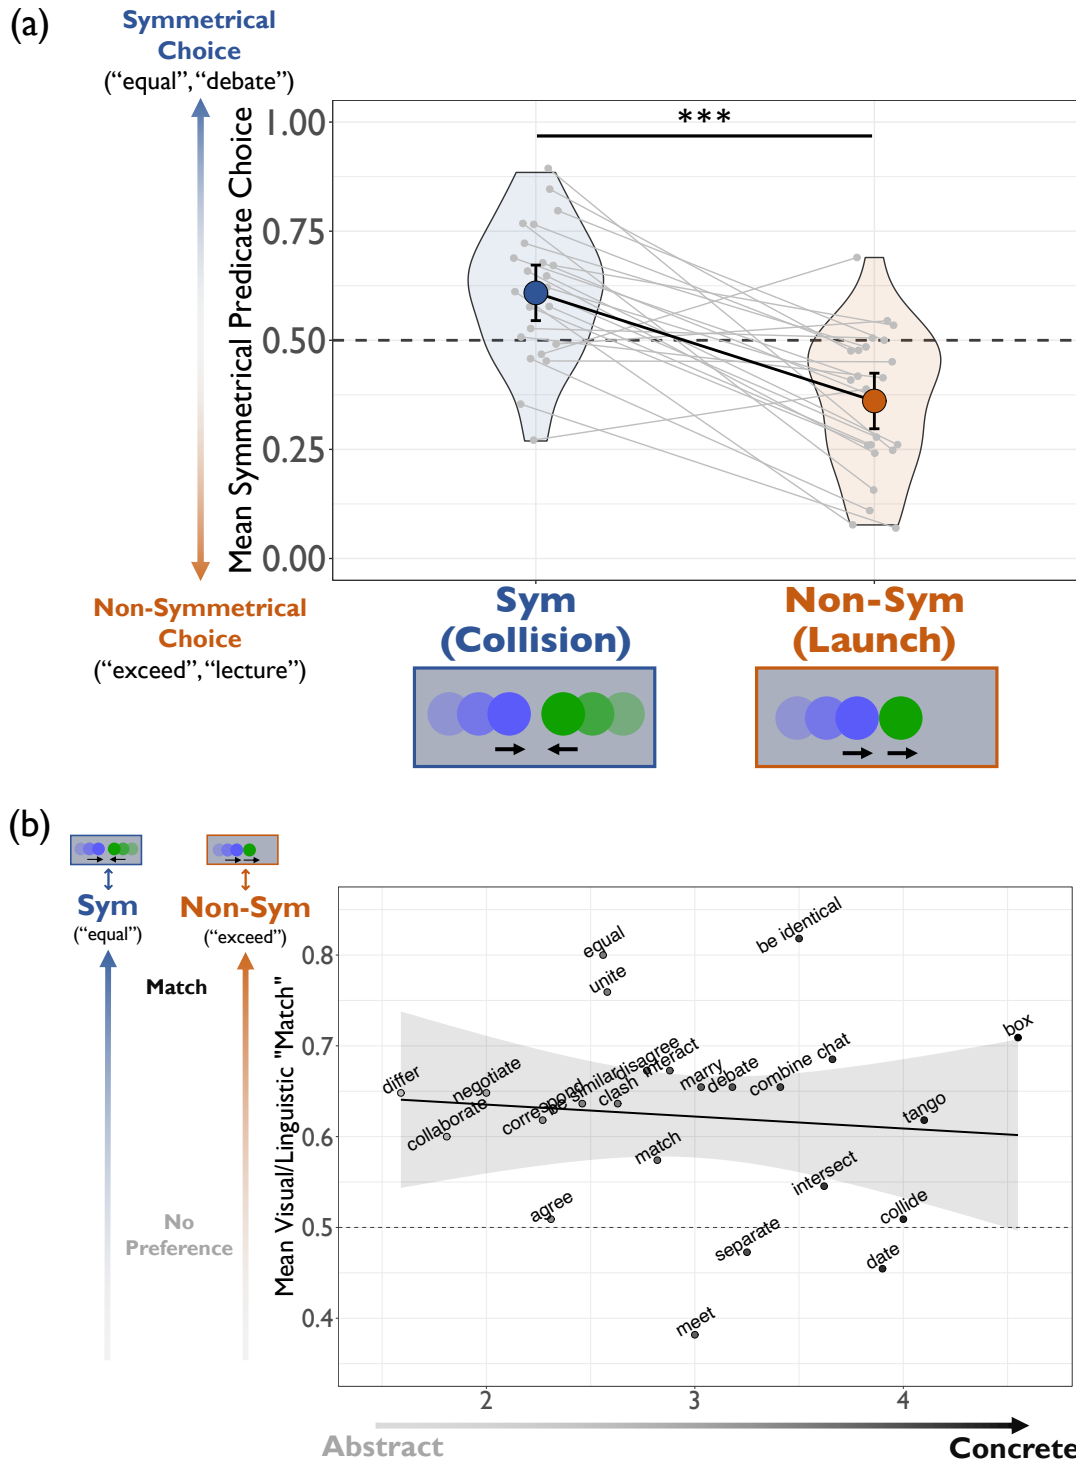 (a)
Symmetrical
Choice
(“equal”, “debate”)
Mean Symmetrical Predicate Choice
1.00
0.75
0.50
0.25
0.00
***
Non-Symmetrical
Choice
(“exceed”, “lecture”)
Sym
(Collision)
Non-Sym
(Launch)
(b)
Sym
(“equal”)
Non-Sym
(“exceed”)
Match
No
Preference
Mean Visual/Linguistic "Match"
0.8
0.7
0.6
0.5
0.4
be identical
equal
unite
box
differ
negotiate
collaborate
correspond
be similar
disagree
clash
interact
marry
debate
combine
chat
tango
match
intersect
agree
collide
separate
date
meet
2
3
4
Abstract
Concrete